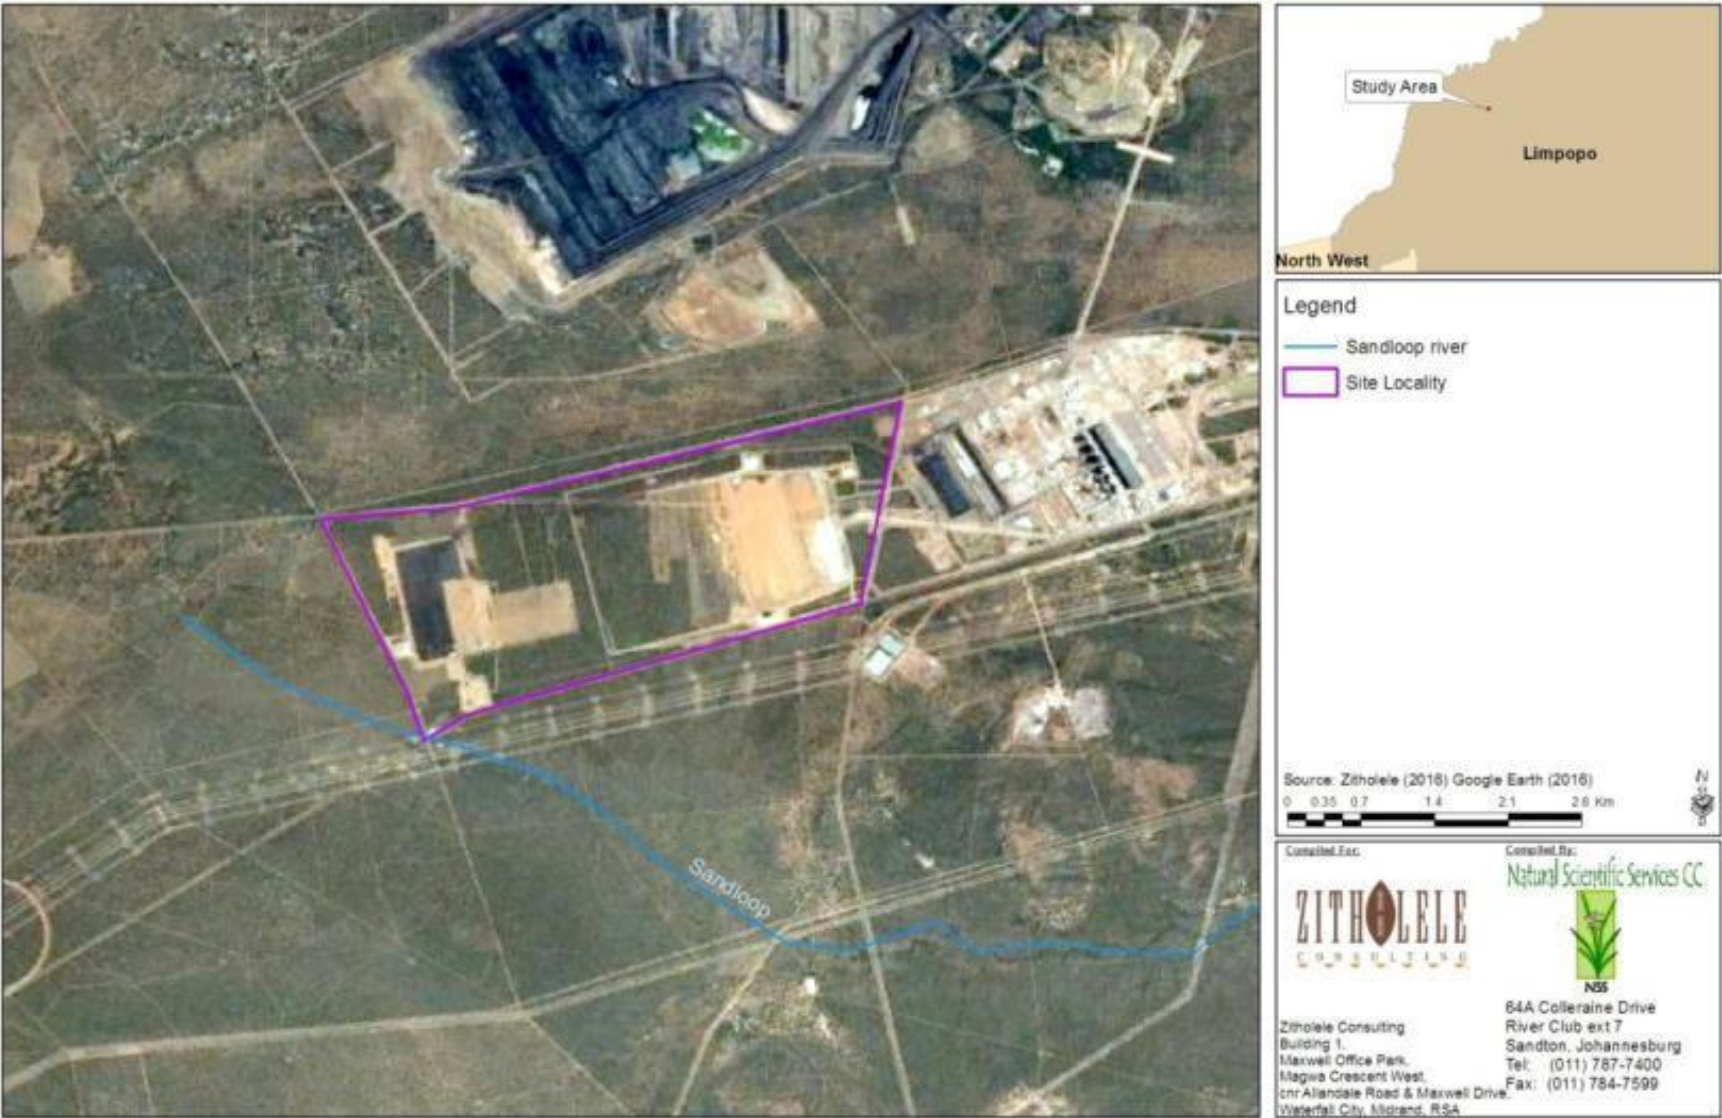 Sandloop
Study Area
Limpopo
North West
Legend
Sandloop river
Site Locality
Source: Zitholele (2016) Google Earth (2016)
N
0 0.35 0.7 1.4 2.1 2.8 Km
Compiled For:
ZITHOLELE
CONSULTING
Zitholele Consulting
Building 1,
Maxwell Office Park,
Magwa Crescent West,
cnr Allandale Road & Maxwell Drive,
Waterfall City, Midrand, RSA
Compiled By:
Natural Scientific Services CC
NSS
64A Colleraine Drive
River Club ext 7
Sandton, Johannesburg
Tel: (011) 787-7400
Fax: (011) 784-7599